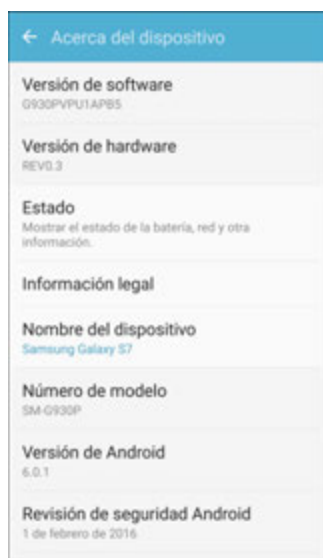 ← Acerca del dispositivo
Versión de software
G930PVPU1APB5
Versión de hardware
REV0.3
Estado
Mostrar el estado de la batería, red y otra
información.
Información legal
Nombre del dispositivo
Samsung Galaxy S7
Número de modelo
SM-G930P
Versión de Android
6.0.1
Revisión de seguridad Android
1 de febrero de 2016